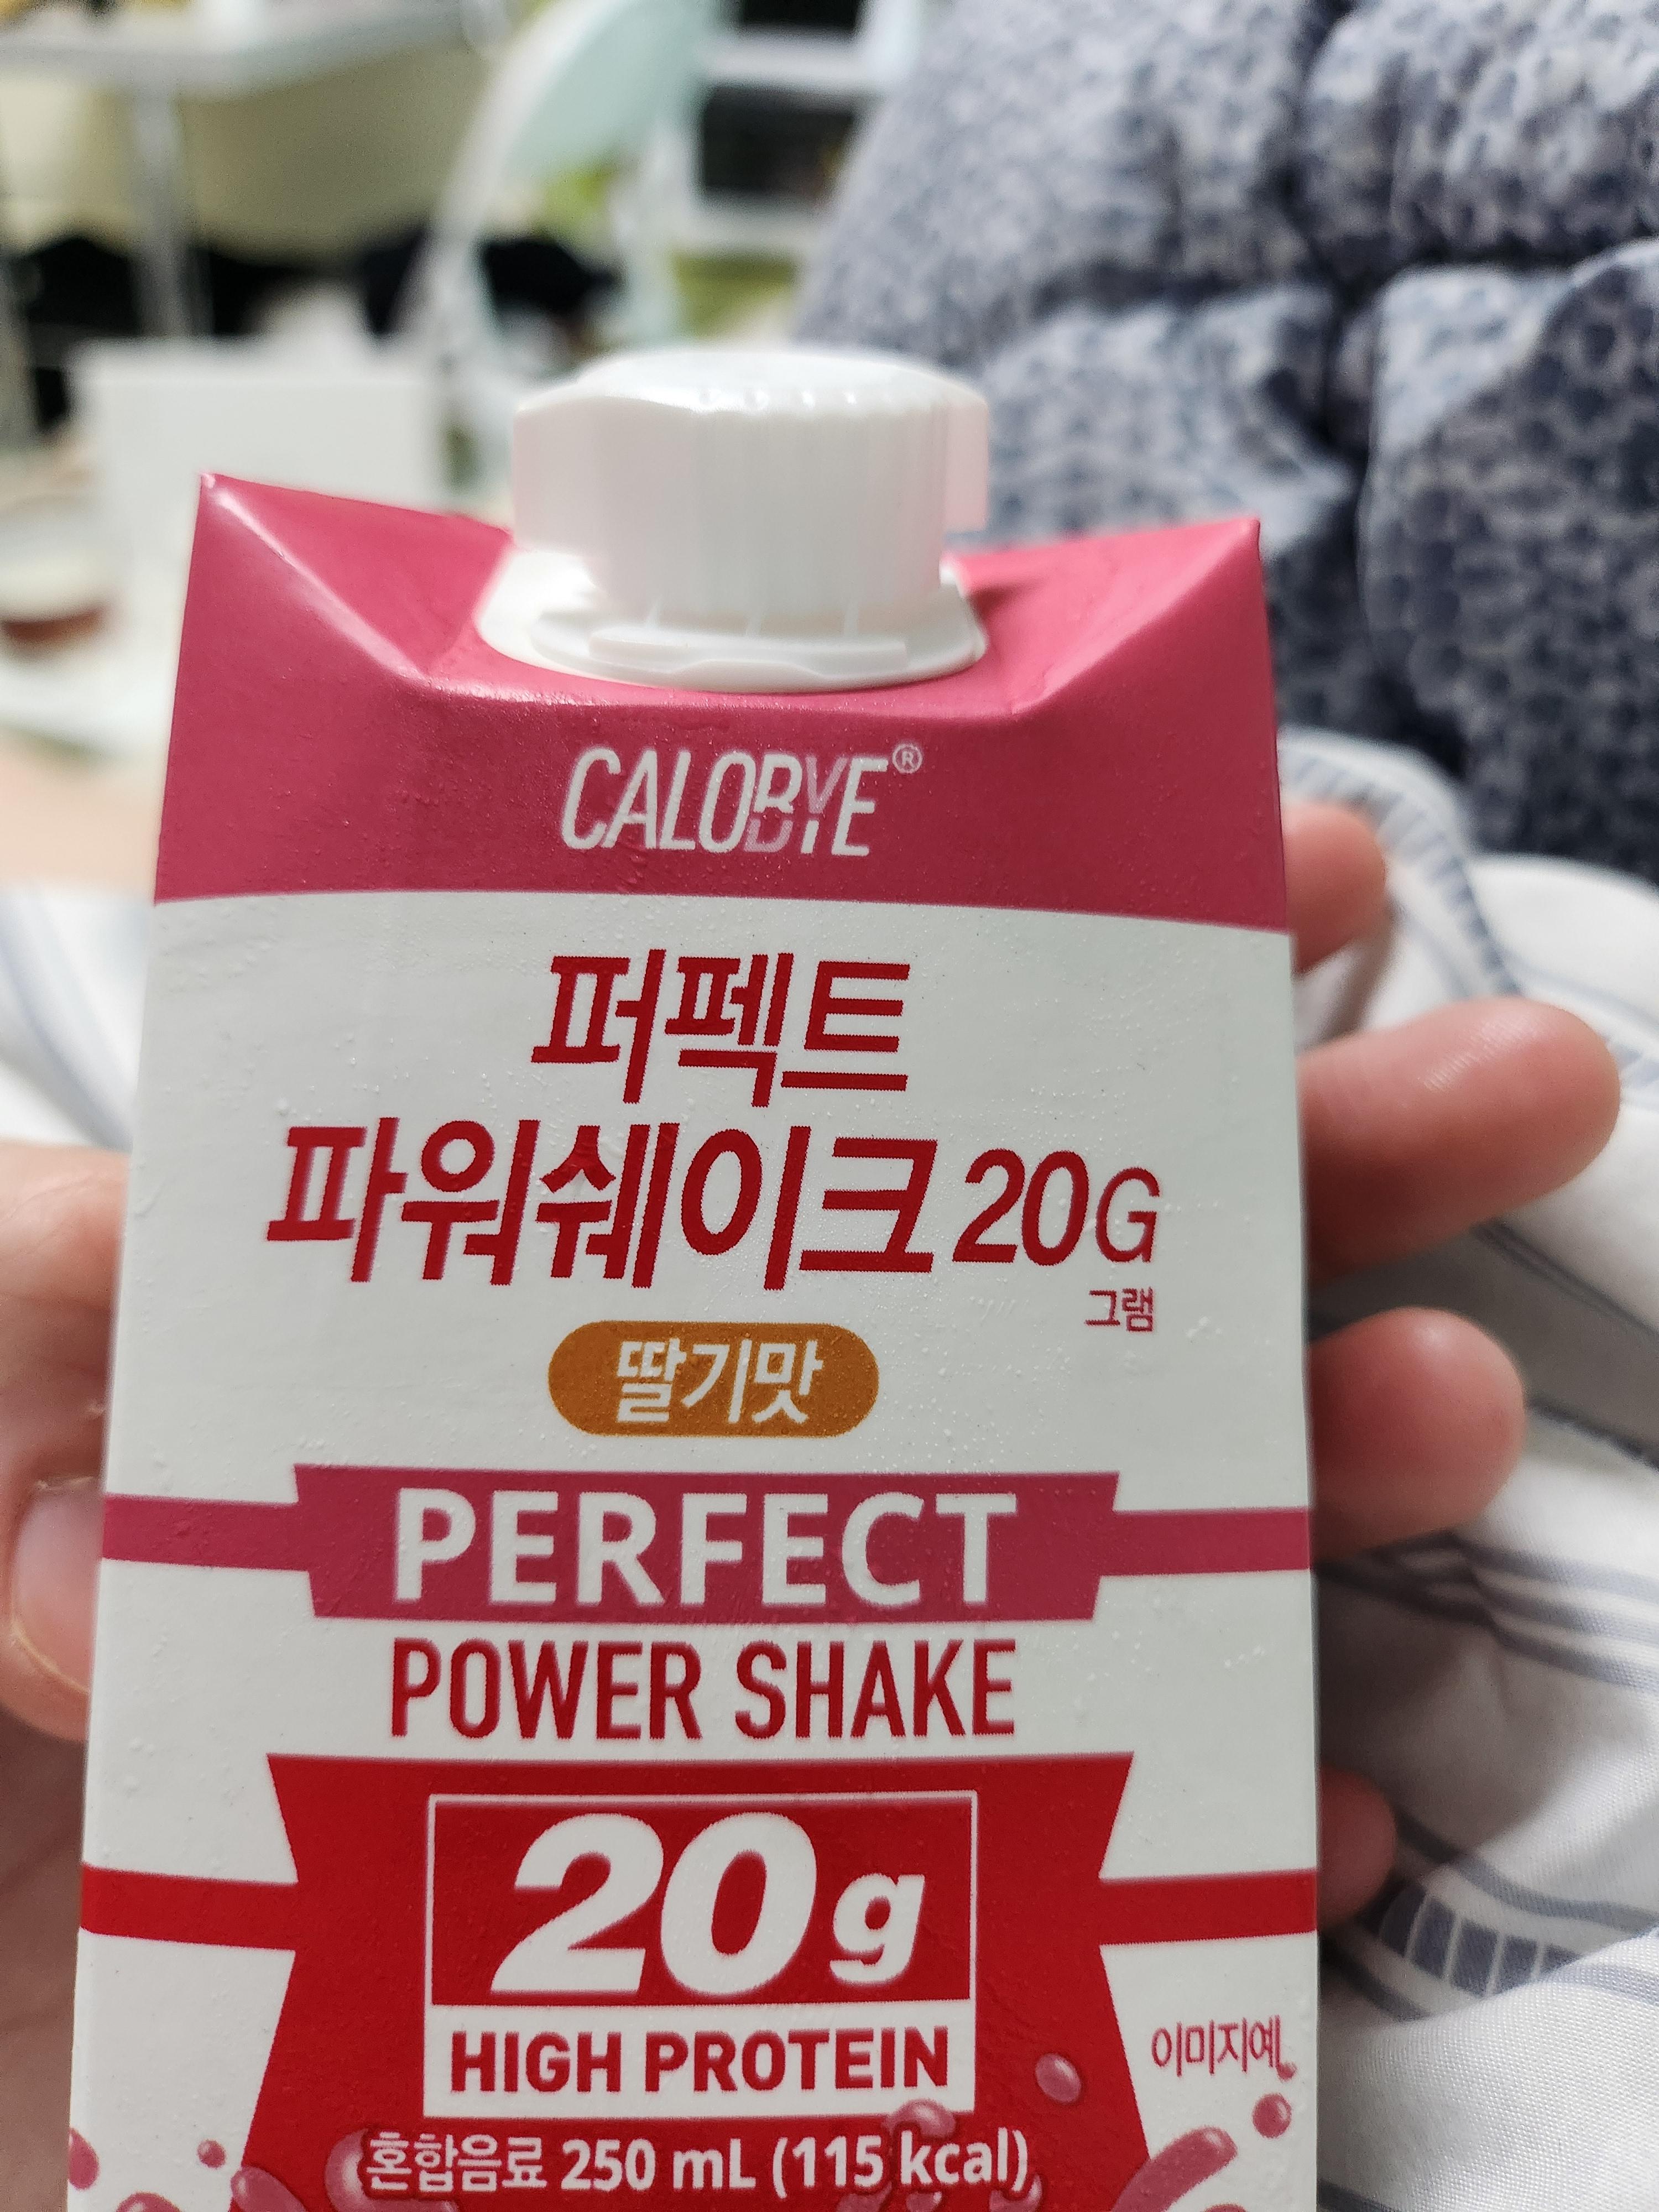 CALOBYE®
퍼펙트
파워쉐이크 20G
그램
딸기맛
PERFECT
POWER SHAKE
20g
HIGH PROTEIN
이미지예
혼합음료 250 mL (115 kcal)